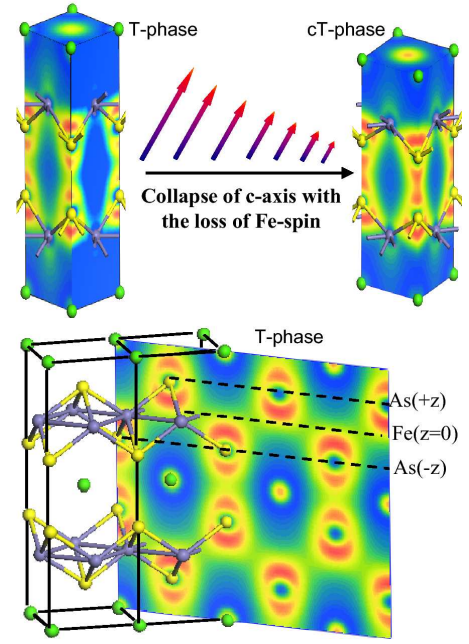 T-phase
cT-phase
Collapse of c-axis with
the loss of Fe-spin
T-phase
As(+z)
Fe(z=0)
As(-z)